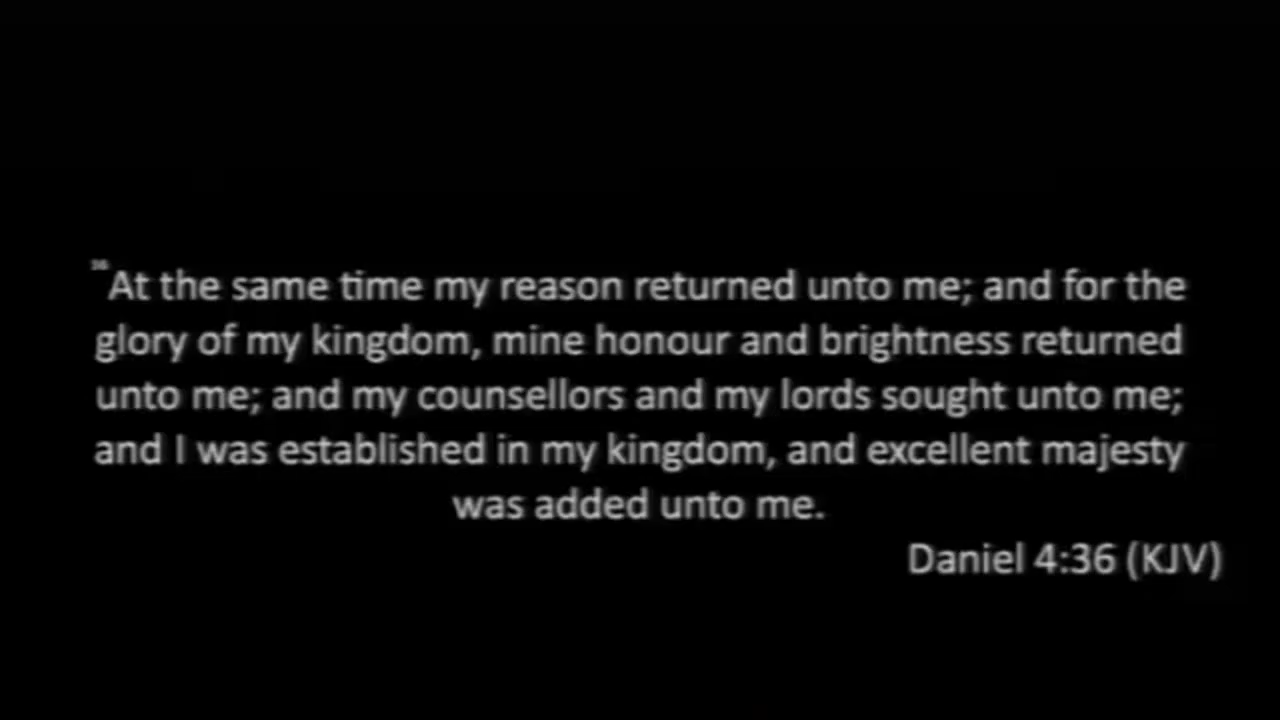 36At the same time my reason returned unto me; and for the
glory of my kingdom, mine honour and brightness returned
unto me; and my counsellors and my lords sought unto me;
and I was established in my kingdom, and excellent majesty
was added unto me.
Daniel 4:36 (KJV)